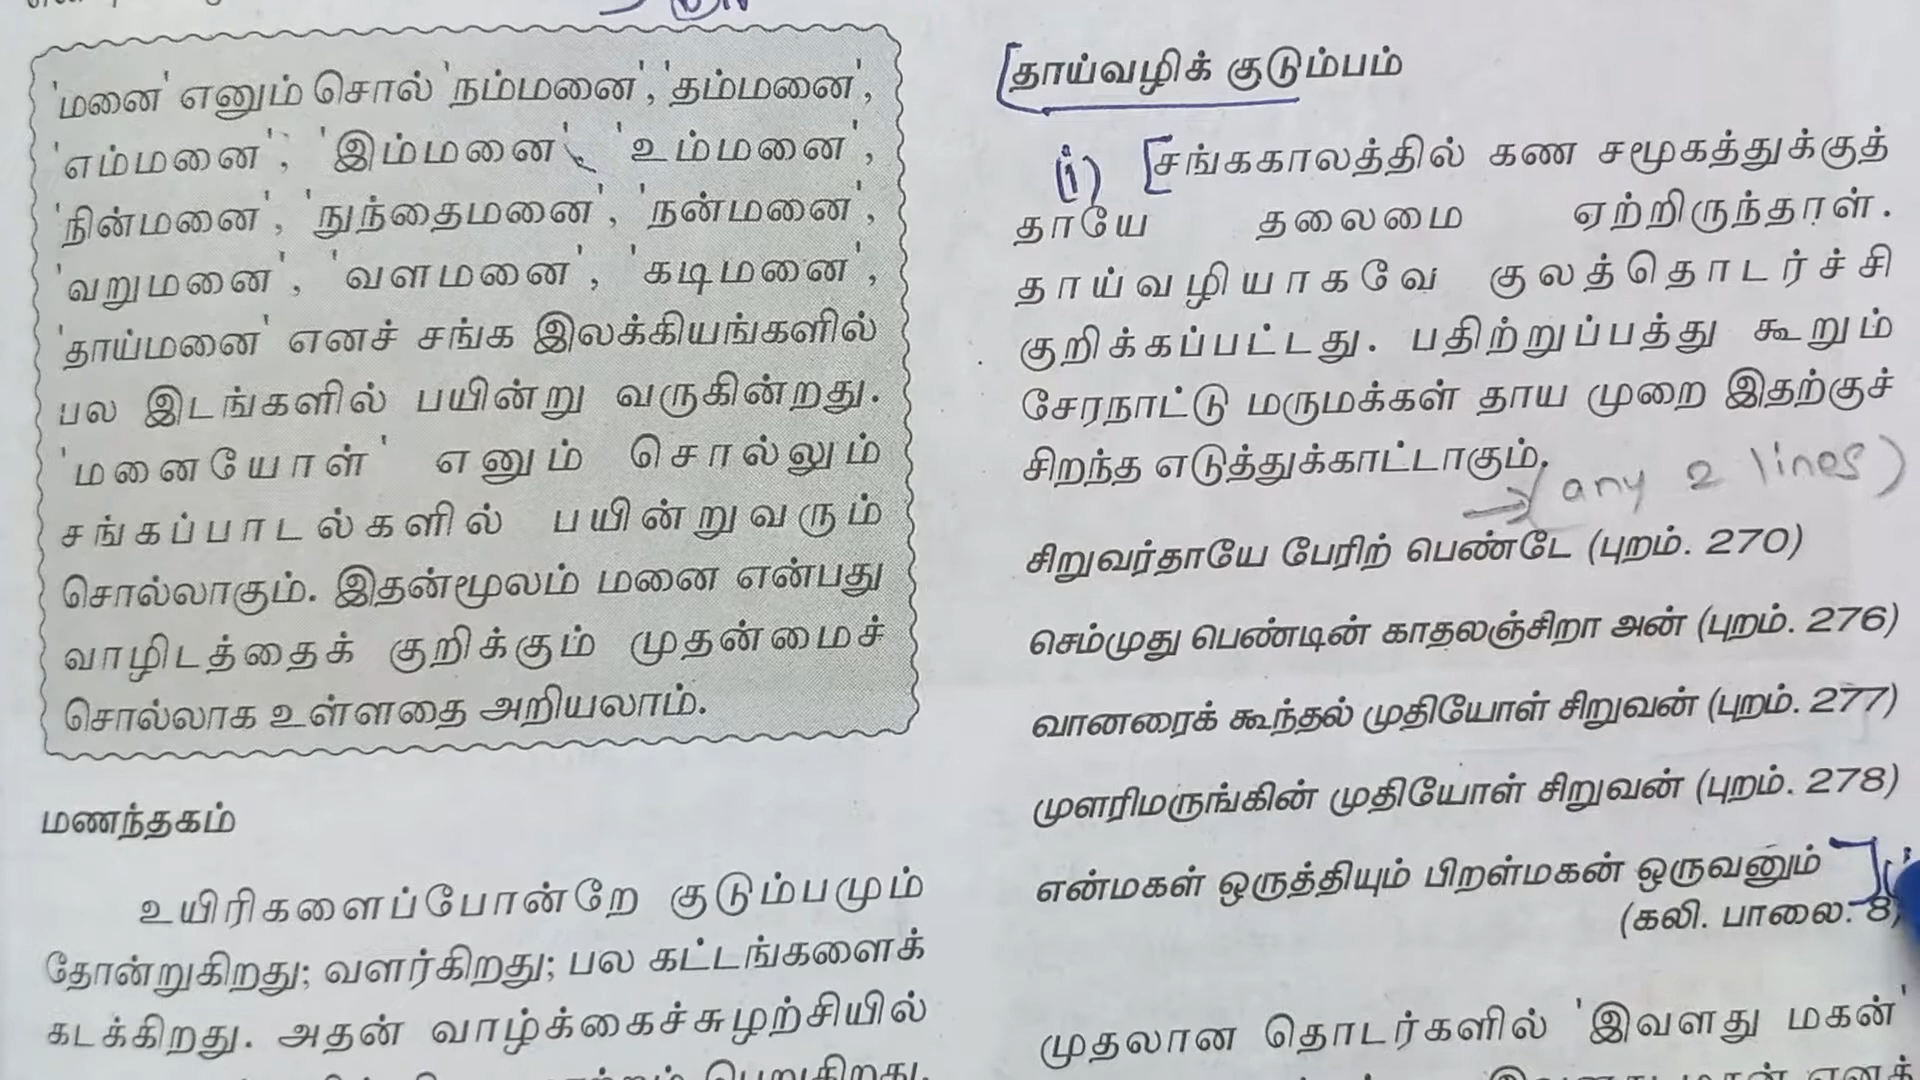 'மனை' எனும் சொல் 'நம்மனை', 'தம்மனை',
'எம்மனை', 'இம்மனை', 'உம்மனை',
'நின்மனை', 'நுந்தைமனை', 'நன்மனை',
'வறுமனை', 'வளமனை', 'கடிமனை',
'தாய்மனை' எனச் சங்க இலக்கியங்களில்
பல இடங்களில் பயின்று வருகின்றது.
'மனையோள்' எனும் சொல்லும்
சங்கப்பாடல்களில் பயின்றுவரும்
சொல்லாகும். இதன்மூலம் மனை என்பது
வாழிடத்தைக் குறிக்கும் முதன்மைச்
சொல்லாக உள்ளதை அறியலாம்.
மணந்தகம்
உயிரிகளைப்போன்றே குடும்பமும்
தோன்றுகிறது; வளர்கிறது; பல கட்டங்களைக்
கடக்கிறது. அதன் வாழ்க்கைச்சுழற்சியில்
பெறுகிறது.
தாய்வழிக் குடும்பம்
(i) சங்ககாலத்தில் கண சமூகத்துக்குத்
தாயே தலைமை ஏற்றிருந்தாள்.
தாய்வழியாகவே குலத்தொடர்ச்சி
குறிக்கப்பட்டது. பதிற்றுப்பத்து கூறும்
சேரநாட்டு மருமக்கள் தாய முறை இதற்குச்
சிறந்த எடுத்துக்காட்டாகும்.
→ (any 2 lines)
சிறுவர்தாயே பேரிற் பெண்டே (புறம். 270)
செம்முது பெண்டின் காதலஞ்சிறா அன் (புறம். 276)
வானரைக் கூந்தல் முதியோள் சிறுவன் (புறம். 277)
முளரிமருங்கின் முதியோள் சிறுவன் (புறம். 278)
என்மகள் ஒருத்தியும் பிறள்மகன் ஒருவனும்
(கலி. பாலை. 8)
முதலான தொடர்களில் 'இவளது மகன்'